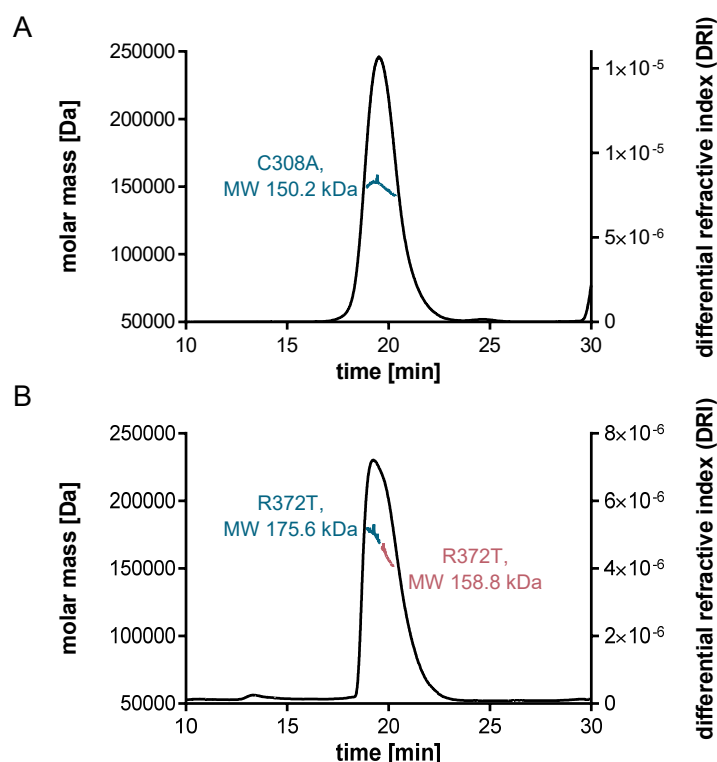 A
250000
200000
150000
100000
50000
molar mass [Da]
C308A,
MW 150.2 kDa
1×10⁻⁵
1×10⁻⁵
5×10⁻⁶
0
differential refractive index (DRI)
10 15 20 25 30
time [min]
B
250000
200000
150000
100000
50000
molar mass [Da]
R372T,
MW 175.6 kDa
R372T,
MW 158.8 kDa
8×10⁻⁶
6×10⁻⁶
4×10⁻⁶
2×10⁻⁶
0
differential refractive index (DRI)
10 15 20 25 30
time [min]